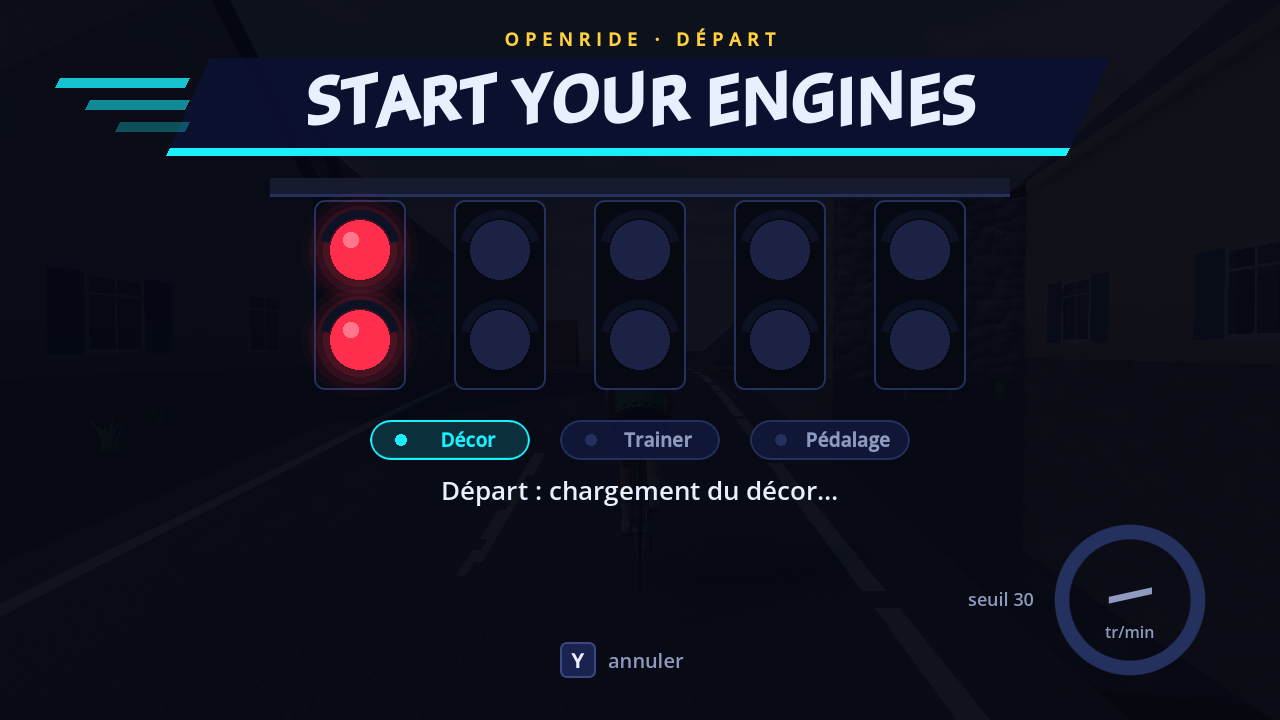 OPENRIDE · DÉPART
START YOUR ENGINES
Décor
Trainer
Pédalage
Départ : chargement du décor...
seuil 30
—
tr/min
Y annuler